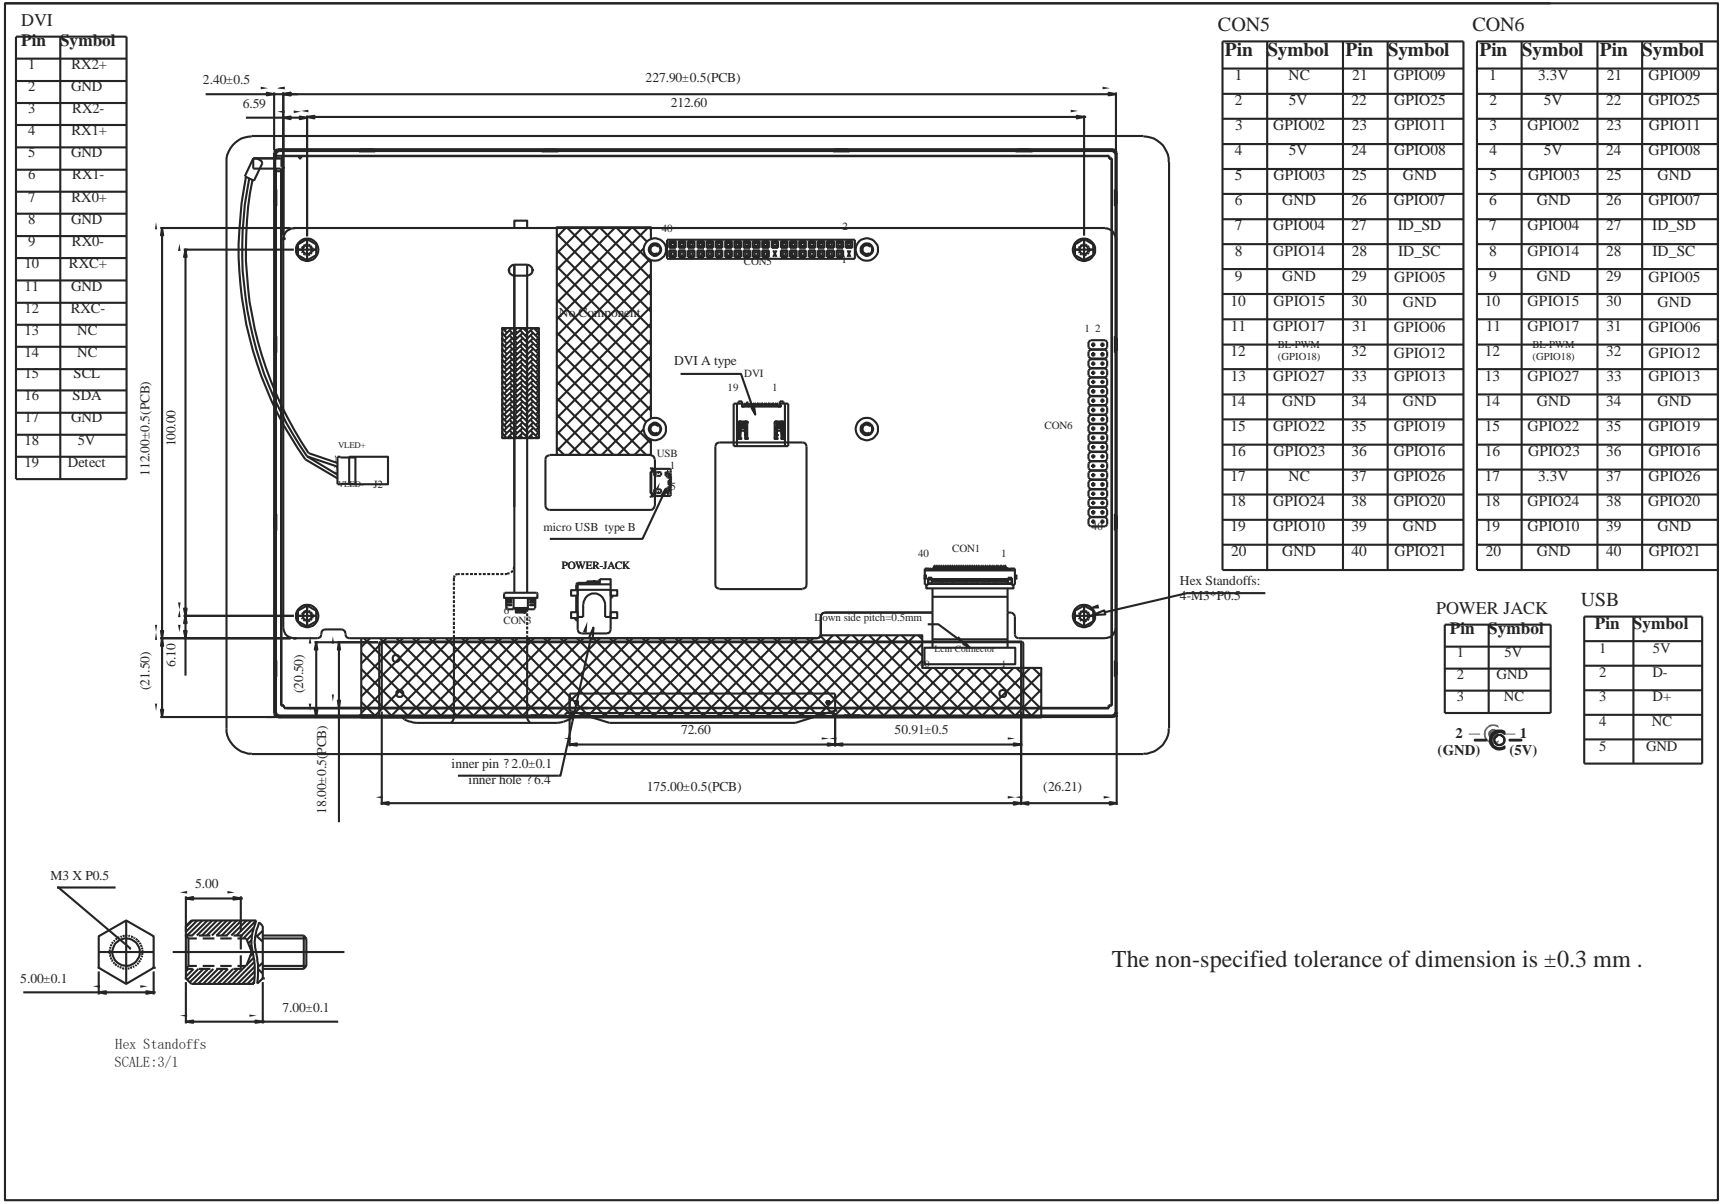 DVI
Pin Symbol
1 RX2+
2 GND
3 RX2-
4 RX1+
5 GND
6 RX1-
7 RX0+
8 GND
9 RX0-
10 RXC+
11 GND
12 RXC-
13 NC
14 NC
15 SCL
16 SDA
17 GND
18 5V
19 Detect
2.40±0.5
227.90±0.5(PCB)
6.59
212.60
40
2
CON5
1
No Component
1 2
DVI A type
DVI
19
1
112.00±0.5(PCB)
100.00
CON6
VLED+
VLED-
J2
USB
1
5
micro USB type B
40
POWER-JACK
40
CON1
1
Hex Standoffs:
4-M3*P0.5
6
CON3
Down side pitch=0.5mm
Lcm Connector
1
(21.50)
6.10
(20.50)
18.00±0.5(PCB)
72.60
50.91±0.5
inner pin ?2.0±0.1
inner hole ?6.4
175.00±0.5(PCB)
(26.21)
CON5
Pin Symbol Pin Symbol
1 NC 21 GPIO09
2 5V 22 GPIO25
3 GPIO02 23 GPIO11
4 5V 24 GPIO08
5 GPIO03 25 GND
6 GND 26 GPIO07
7 GPIO04 27 ID_SD
8 GPIO14 28 ID_SC
9 GND 29 GPIO05
10 GPIO15 30 GND
11 GPIO17 31 GPIO06
12 BL-PWM (GPIO18) 32 GPIO12
13 GPIO27 33 GPIO13
14 GND 34 GND
15 GPIO22 35 GPIO19
16 GPIO23 36 GPIO16
17 NC 37 GPIO26
18 GPIO24 38 GPIO20
19 GPIO10 39 GND
20 GND 40 GPIO21
CON6
Pin Symbol Pin Symbol
1 3.3V 21 GPIO09
2 5V 22 GPIO25
3 GPIO02 23 GPIO11
4 5V 24 GPIO08
5 GPIO03 25 GND
6 GND 26 GPIO07
7 GPIO04 27 ID_SD
8 GPIO14 28 ID_SC
9 GND 29 GPIO05
10 GPIO15 30 GND
11 GPIO17 31 GPIO06
12 BL-PWM (GPIO18) 32 GPIO12
13 GPIO27 33 GPIO13
14 GND 34 GND
15 GPIO22 35 GPIO19
16 GPIO23 36 GPIO16
17 3.3V 37 GPIO26
18 GPIO24 38 GPIO20
19 GPIO10 39 GND
20 GND 40 GPIO21
POWER JACK
Pin Symbol
1 5V
2 GND
3 NC
2 1
(GND) (5V)
USB
Pin Symbol
1 5V
2 D-
3 D+
4 NC
5 GND
M3 X P0.5
5.00
5.00±0.1
7.00±0.1
Hex Standoffs
SCALE:3/1
The non-specified tolerance of dimension is ±0.3 mm .